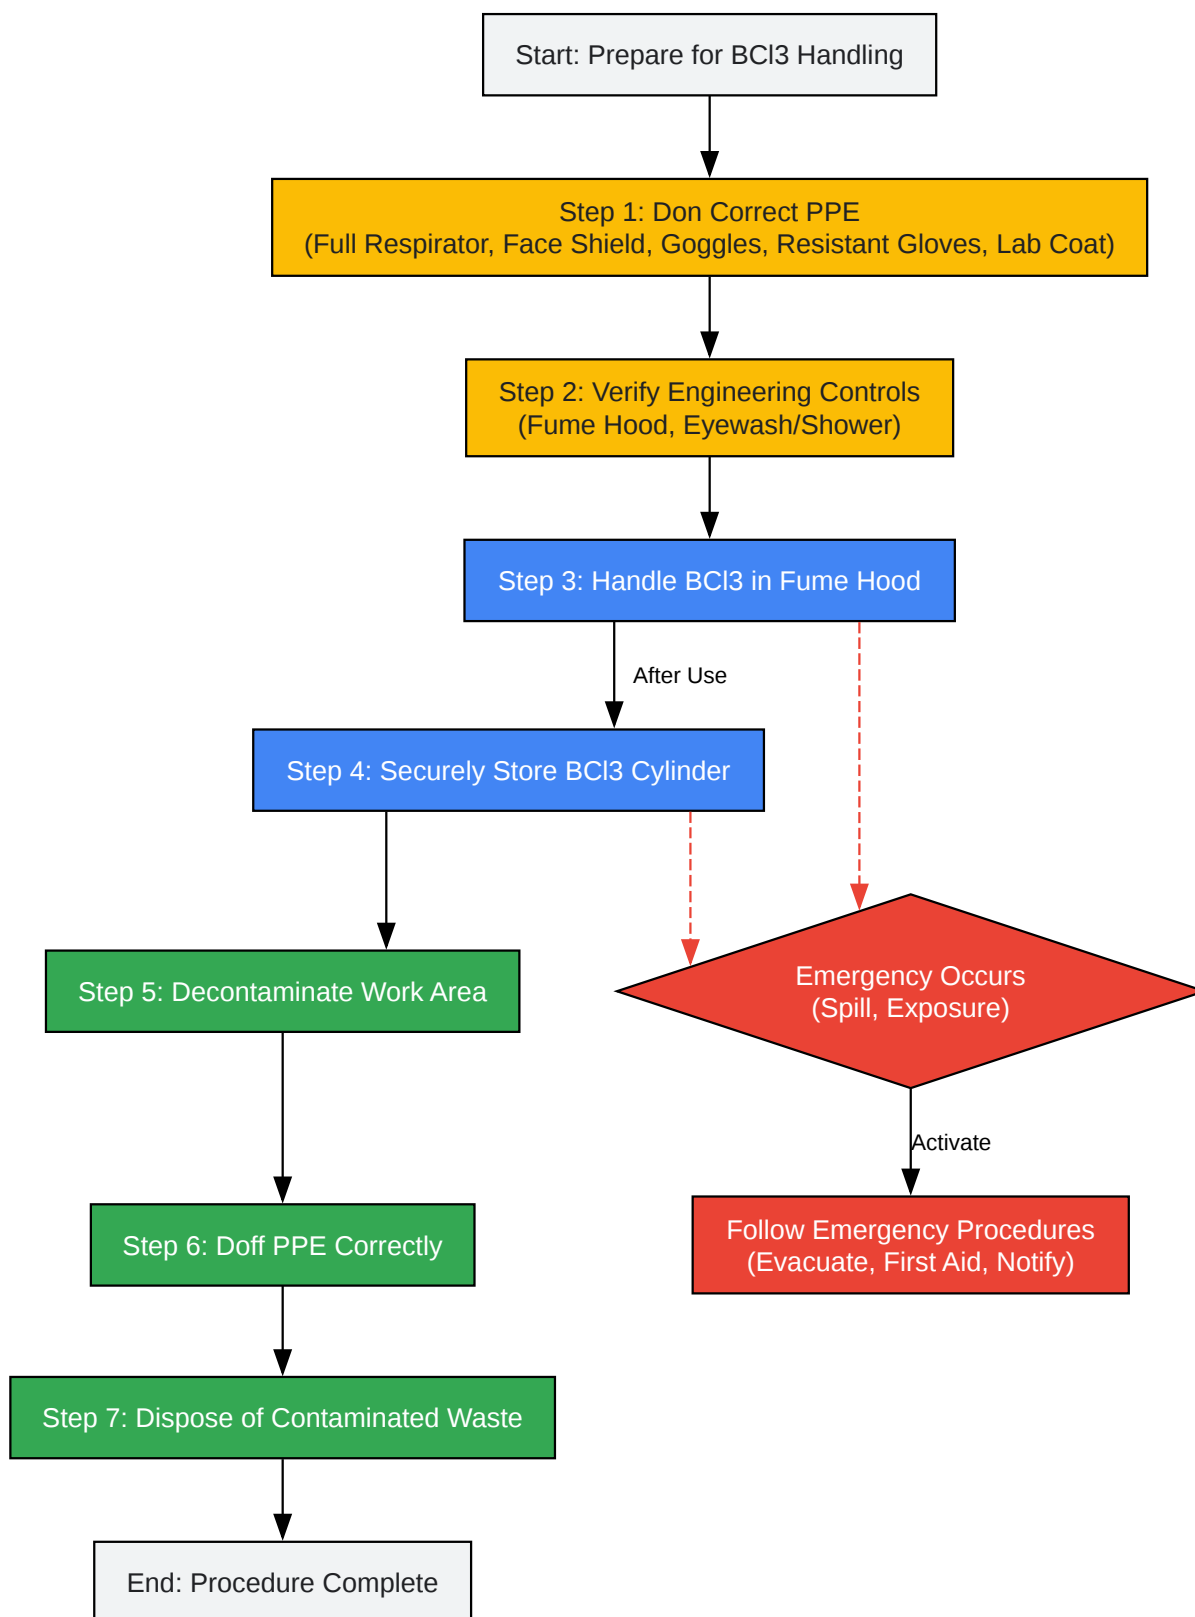 Start: Prepare for BCl3 Handling
Step 1: Don Correct PPE
(Full Respirator, Face Shield, Goggles, Resistant Gloves, Lab Coat)
Step 2: Verify Engineering Controls
(Fume Hood, Eyewash/Shower)
Step 3: Handle BCl3 in Fume Hood
After Use
Step 4: Securely Store BCl3 Cylinder
Step 5: Decontaminate Work Area
Emergency Occurs
(Spill, Exposure)
Activate
Step 6: Doff PPE Correctly
Follow Emergency Procedures
(Evacuate, First Aid, Notify)
Step 7: Dispose of Contaminated Waste
End: Procedure Complete